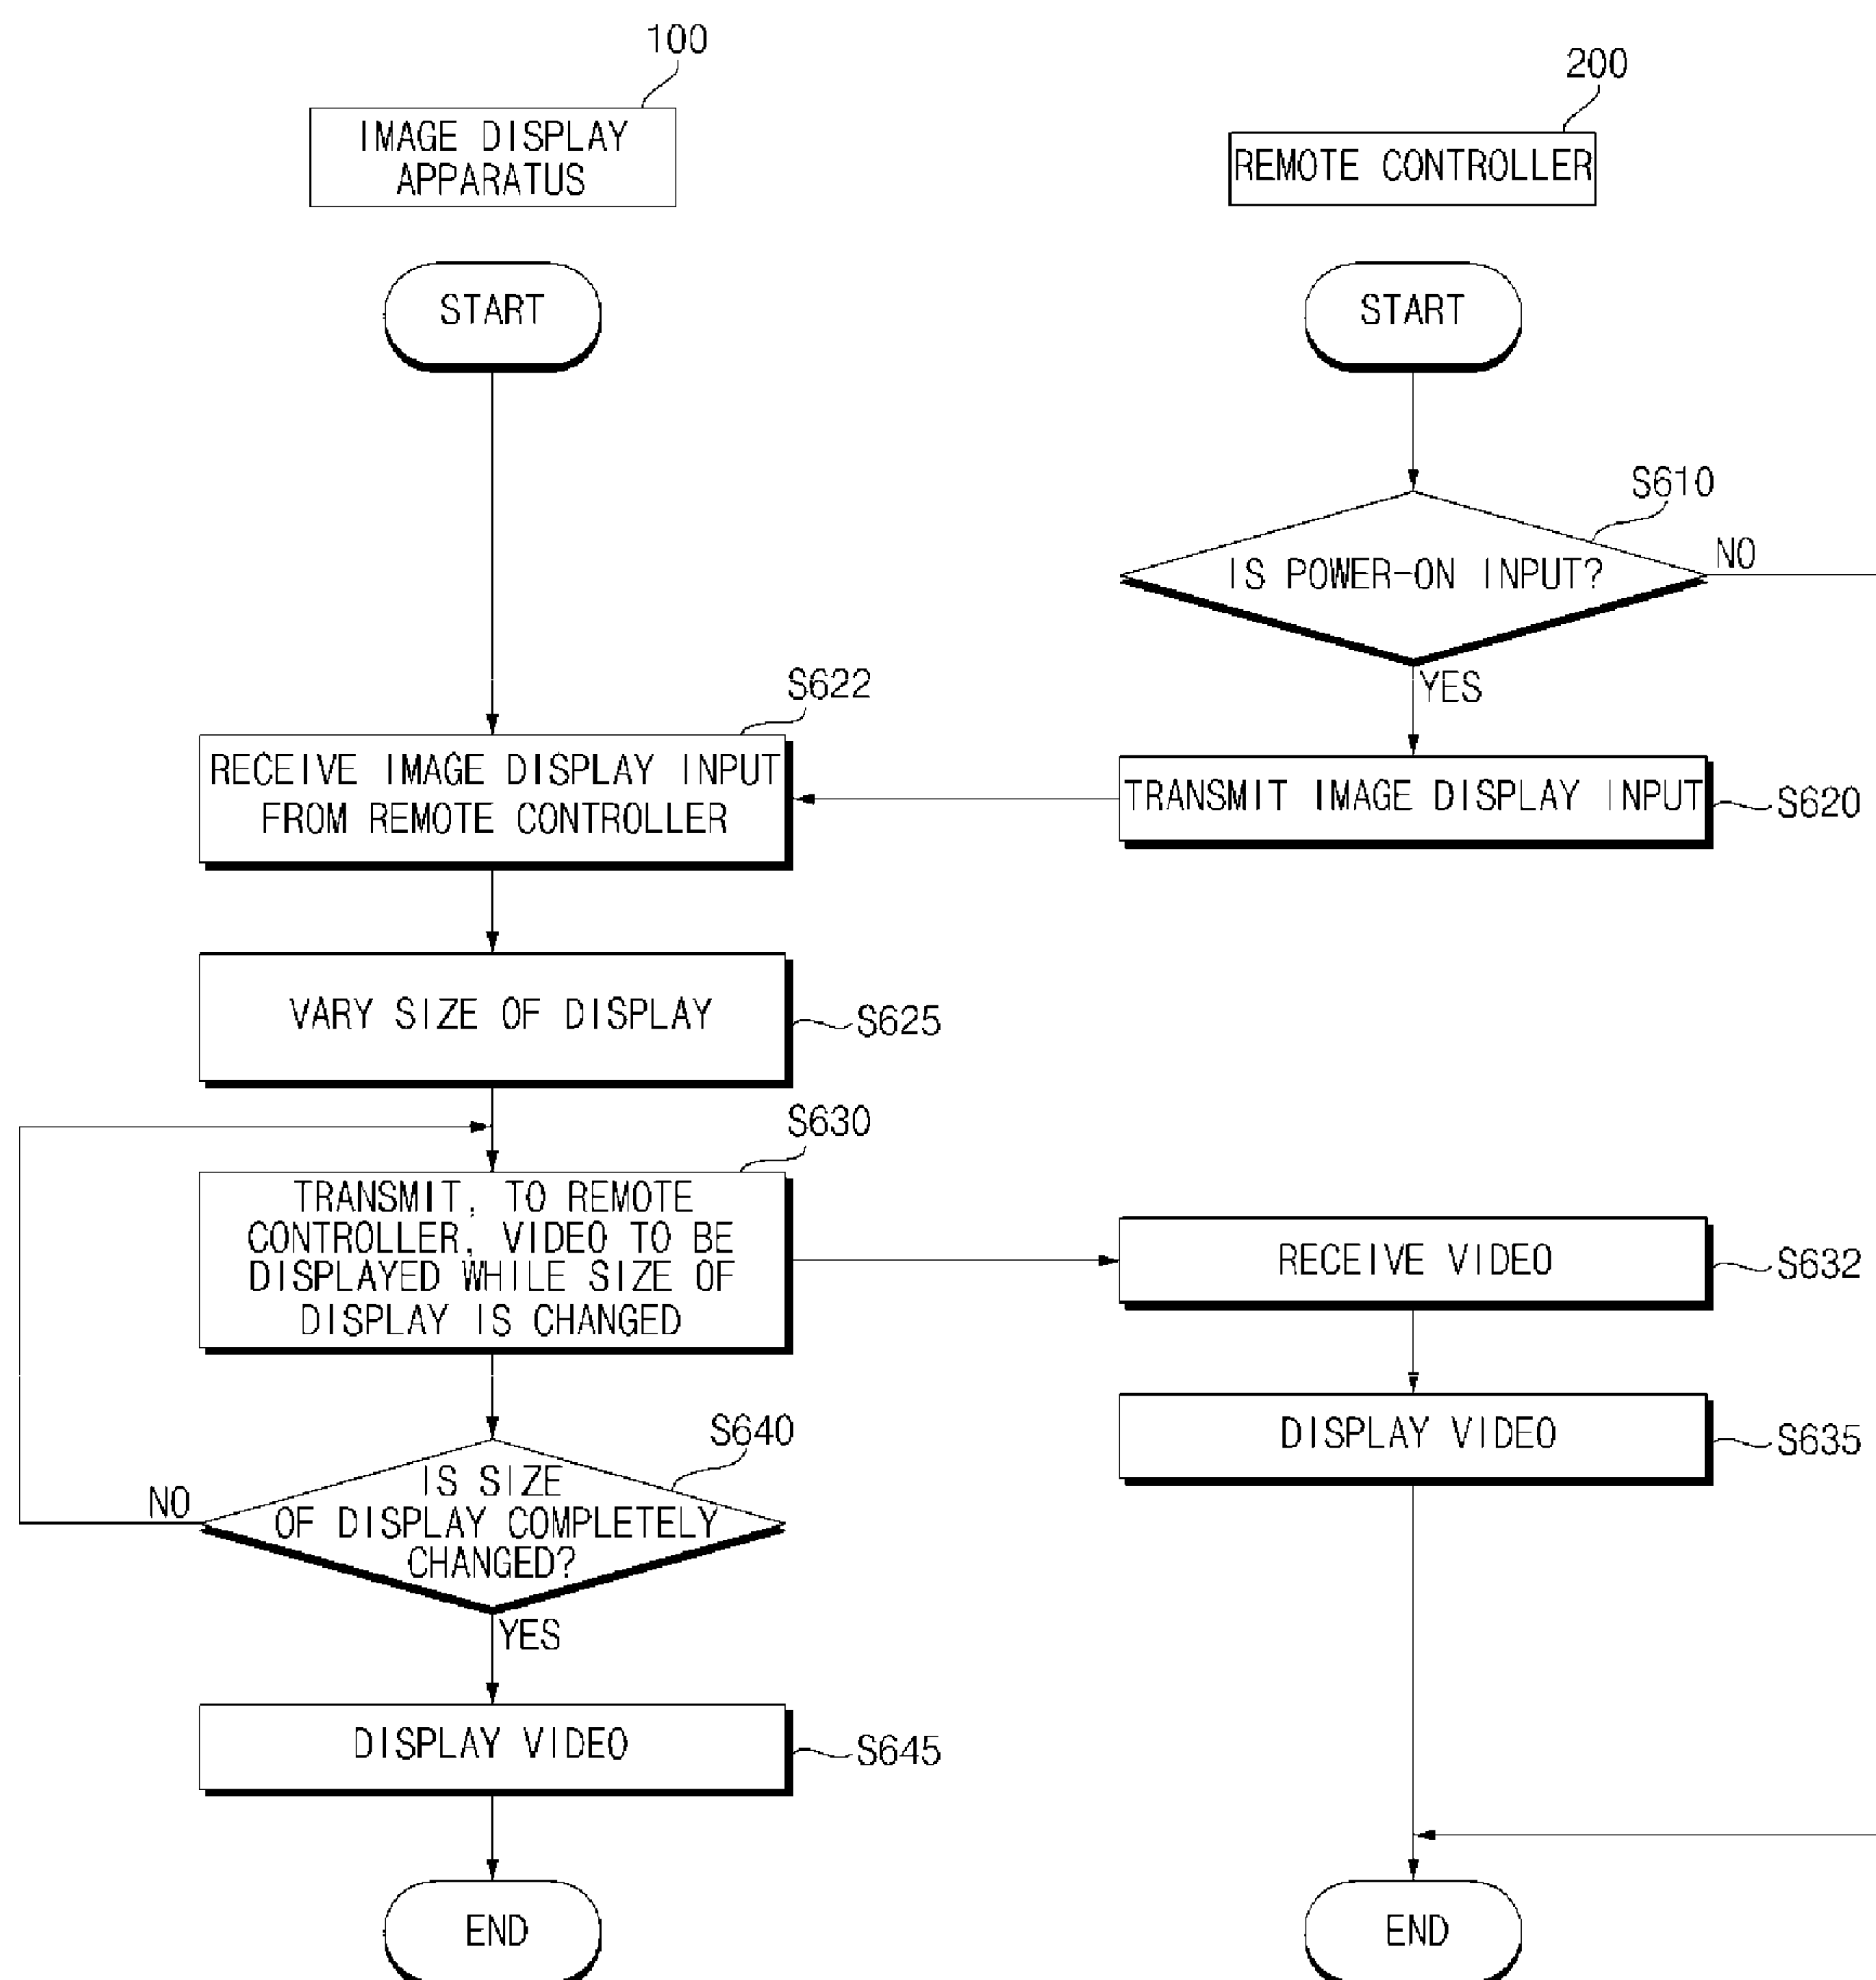 100
IMAGE DISPLAY
APPARATUS
200
REMOTE CONTROLLER
START
START
S610
IS POWER-ON INPUT?
NO
YES
S622
RECEIVE IMAGE DISPLAY INPUT
FROM REMOTE CONTROLLER
TRANSMIT IMAGE DISPLAY INPUT
S620
VARY SIZE OF DISPLAY
S625
S630
TRANSMIT, TO REMOTE
CONTROLLER, VIDEO TO BE
DISPLAYED WHILE SIZE OF
DISPLAY IS CHANGED
RECEIVE VIDEO
S632
DISPLAY VIDEO
S635
S640
IS SIZE
OF DISPLAY COMPLETELY
CHANGED?
NO
YES
DISPLAY VIDEO
S645
END
END